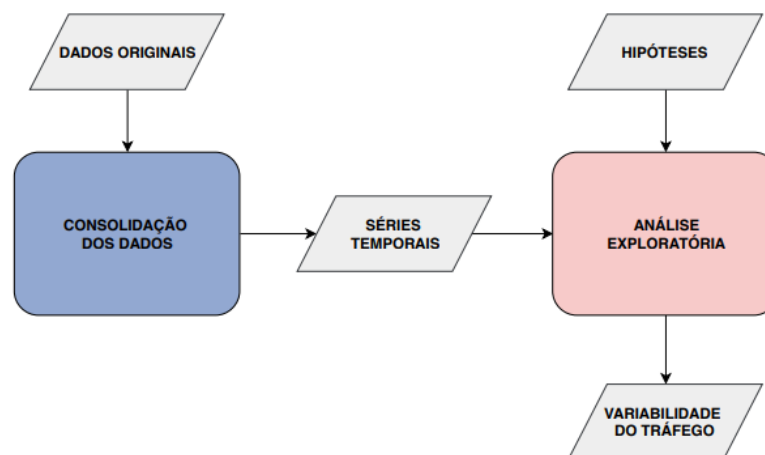 DADOS ORIGINAIS
HIPÓTESES
CONSOLIDAÇÃO
DOS DADOS
SÉRIES
TEMPORAIS
ANÁLISE
EXPLORATÓRIA
VARIABILIDADE
DO TRÁFEGO